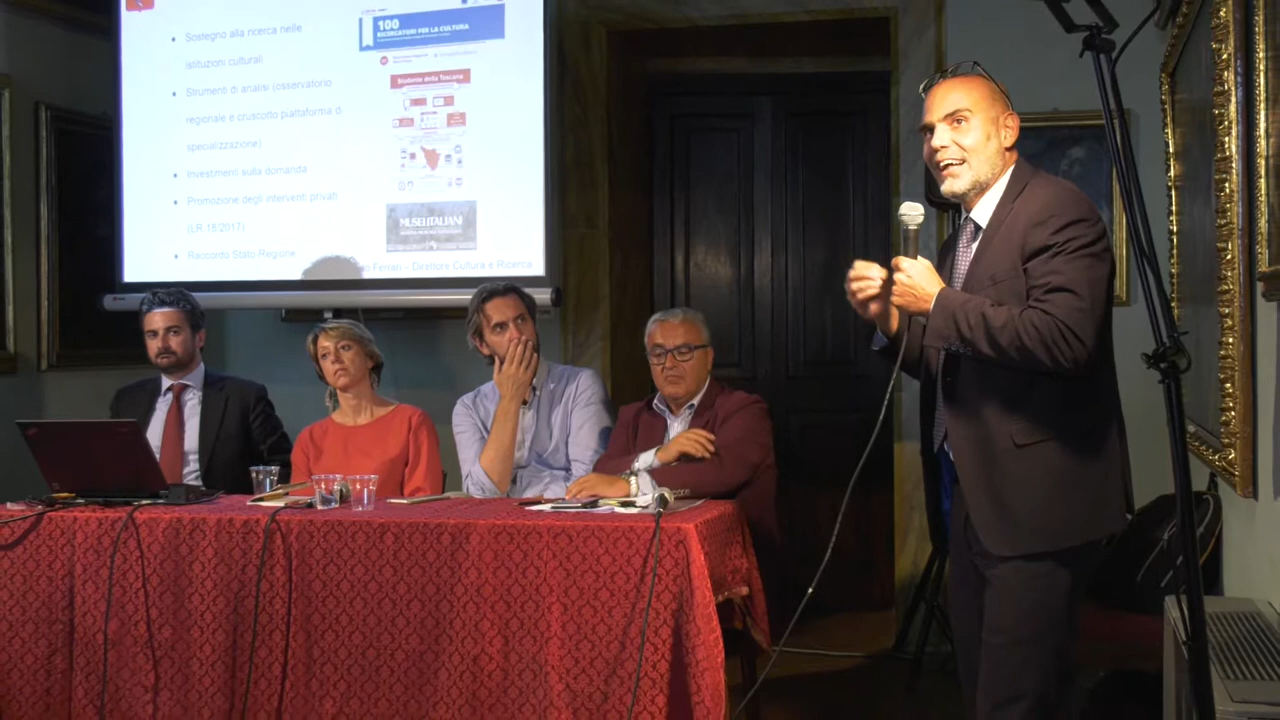 Sostegno alla ricerca nelle
istituzioni culturali
Strumenti di analisi (osservatorio
regionale e cruscotto piattaforma di
specializzazione)
Investimenti sulla domanda
Promozione degli interventi privati
(LR 18/2017)
Raccordo Stato Regione
Ferrari – Direttore Cultura e Ricerca
100
RICERCATORI PER LA CULTURA
Studente della Toscana
MUSEI ITALIANI